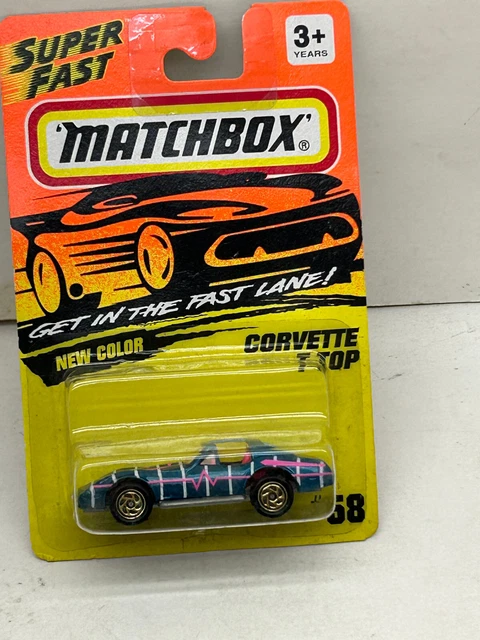 SUPER
FAST
3+
YEARS
'MATCHBOX'®
GET IN THE FAST LANE!
NEW COLOR
CORVETTE
T-TOP
58